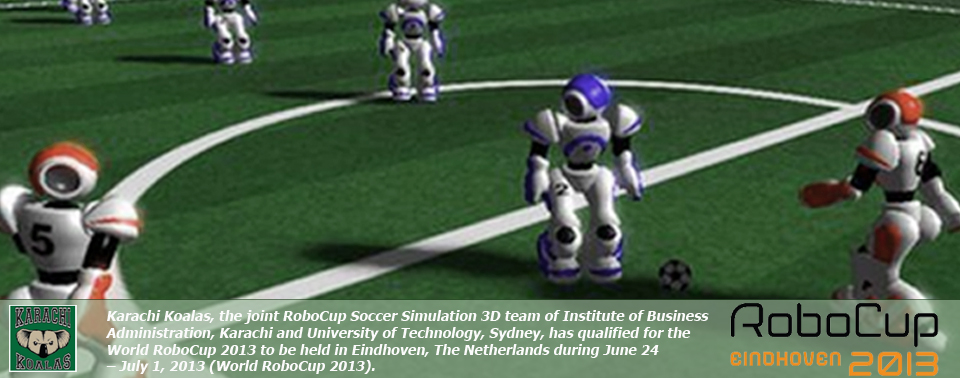 5
2
8
KARACHI
KOALAS
Karachi Koalas, the joint RoboCup Soccer Simulation 3D team of Institute of Business
Administration, Karachi and University of Technology, Sydney, has qualified for the
World RoboCup 2013 to be held in Eindhoven, The Netherlands during June 24
– July 1, 2013 (World RoboCup 2013).
RoboCup
EINDHOVEN 2013